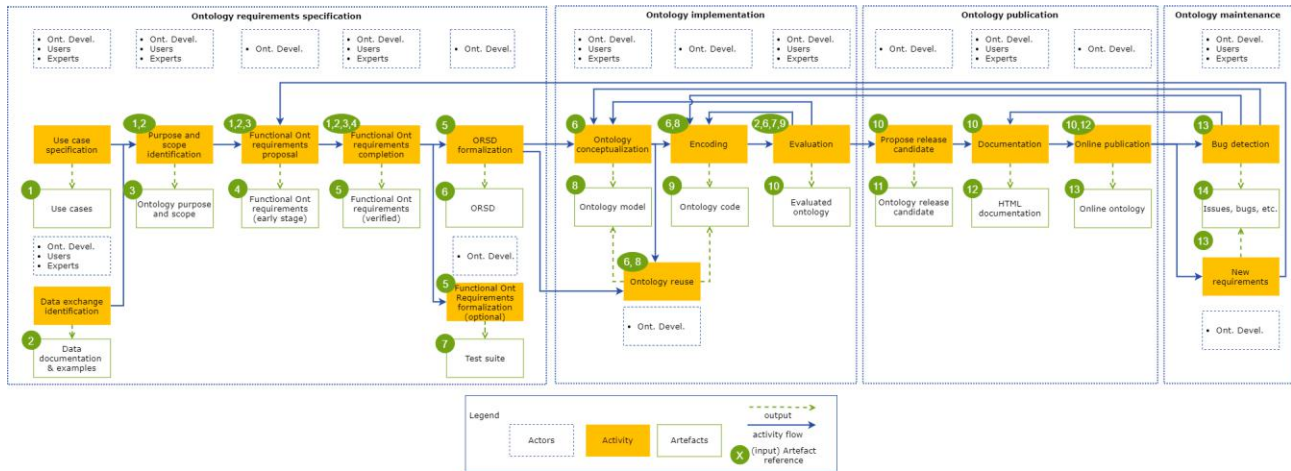 Ontology requirements specification
Ontology implementation
Ontology publication
Ontology maintenance
• Ont. Devel.
• Users
• Experts
• Ont. Devel.
• Users
• Experts
• Ont. Devel.
• Ont. Devel.
• Users
• Experts
• Ont. Devel.
• Ont. Devel.
• Users
• Experts
• Ont. Devel.
• Ont. Devel.
• Users
• Experts
• Ont. Devel.
• Ont. Devel.
• Users
• Experts
• Ont. Devel.
• Ont. Devel.
• Users
• Experts
Use case
specification
1,2
Purpose and
scope
identification
1,2,3
Functional Ont
requirements
proposal
1,2,3,4
Functional Ont
requirements
completion
5
ORSD
formalization
6
Ontology
conceptualization
6,8
Encoding
2,6,7,9
Evaluation
10
Propose release
candidate
10
Documentation
10,12
Online publication
13
Bug detection
1
Use cases
3
Ontology purpose
and scope
4
Functional Ont
requirements
(early stage)
5
Functional Ont
requirements
(verified)
6
ORSD
8
Ontology model
9
Ontology code
10
Evaluated
ontology
11
Ontology release
candidate
12
HTML
documentation
13
Online ontology
14
Issues, bugs, etc.
• Ont. Devel.
• Users
• Experts
• Ont. Devel.
6, 8
Ontology reuse
13
New
requirements
Data exchange
identification
5
Functional Ont
Requirements
formalization
(optional)
• Ont. Devel.
• Ont. Devel.
2
Data
documentation
& examples
7
Test suite
Legend
Actors
Activity
Artefacts
output
activity flow
X
(input) Artefact
reference